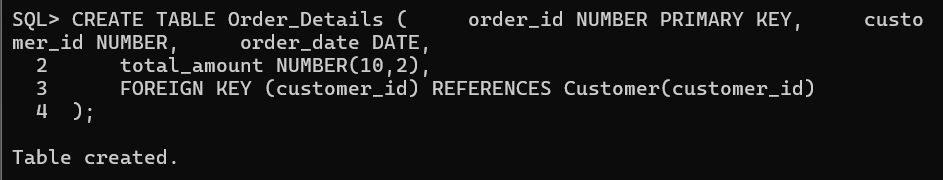 SQL> CREATE TABLE Order_Details (     order_id NUMBER PRIMARY KEY,     custo
mer_id NUMBER,     order_date DATE,
  2      total_amount NUMBER(10,2),
  3      FOREIGN KEY (customer_id) REFERENCES Customer(customer_id)
  4  );
Table created.